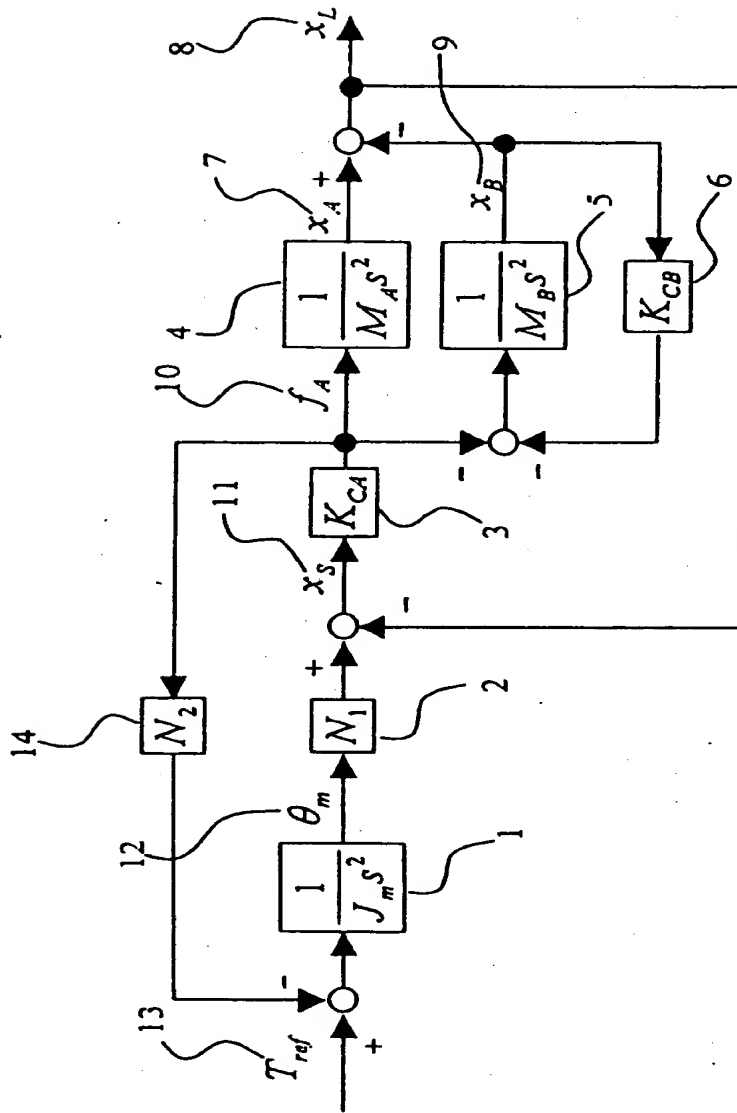 13
T_ref
+
-
1
J_m s^2
1
12
θ_m
14
N_2
N_1
2
+
-
11
x_S
K_CA
3
10
f_A
4
1
M_A s^2
7
x_A
+
-
8
x_L
-
-
1
M_B s^2
5
9
x_B
K_CB
6